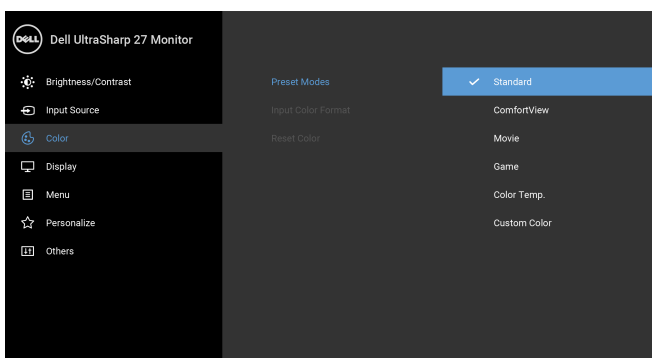 DELL Dell UltraSharp 27 Monitor
Brightness/Contrast Preset Modes Standard
Input Source Input Color Format ComfortView
Color Reset Color Movie
Display Game
Menu Color Temp.
Personalize Custom Color
Others